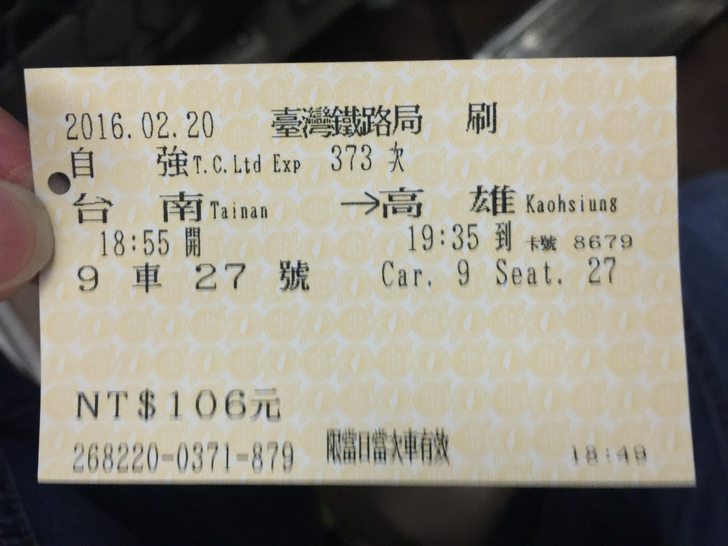 2016.02.20 臺灣鐵路局 刷
自 強 T.C.Ltd Exp 373 次
台 南 Tainan →高 雄 Kaohsiung
18:55 開 19:35 到 卡號 8679
9 車 27 號 Car. 9 Seat. 27
NT$106元
268220-0371-879 限當日當次車有效 18:49